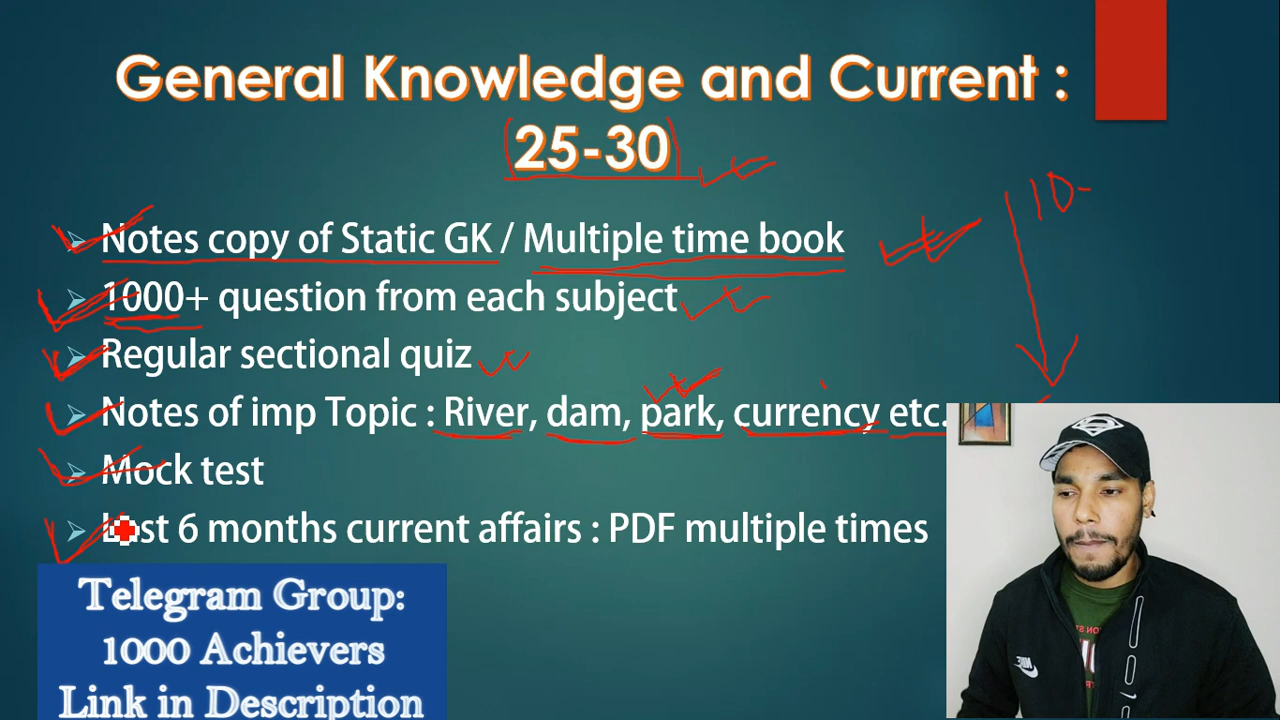 General Knowledge and Current :
25-30
10-
Notes copy of Static GK / Multiple time book
1000+ question from each subject
Regular sectional quiz
Notes of imp Topic : River, dam, park, currency etc.
Mock test
Last 6 months current affairs : PDF multiple times
Telegram Group:
1000 Achievers
Link in Description
NIKE